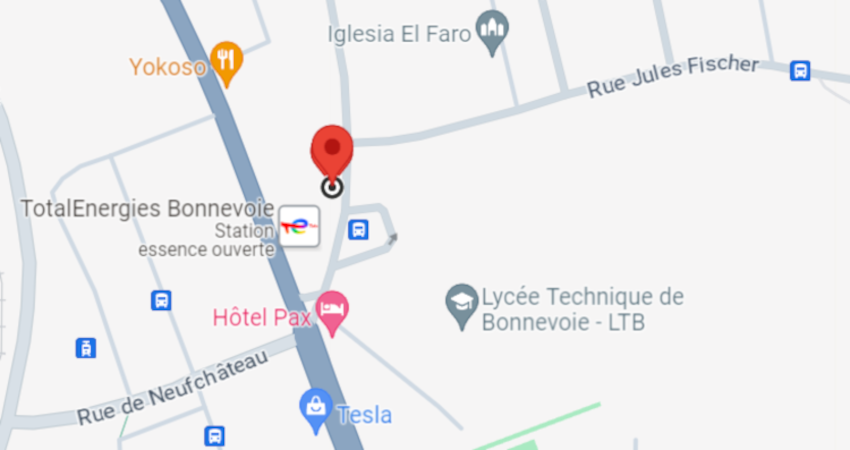 Iglesia El Faro
Yokoso
Rue Jules Fischer
TotalEnergies Bonnevoie
Station
essence ouverte
Lycée Technique de
Bonnevoie - LTB
Hôtel Pax
Rue de Neufchâteau
Tesla